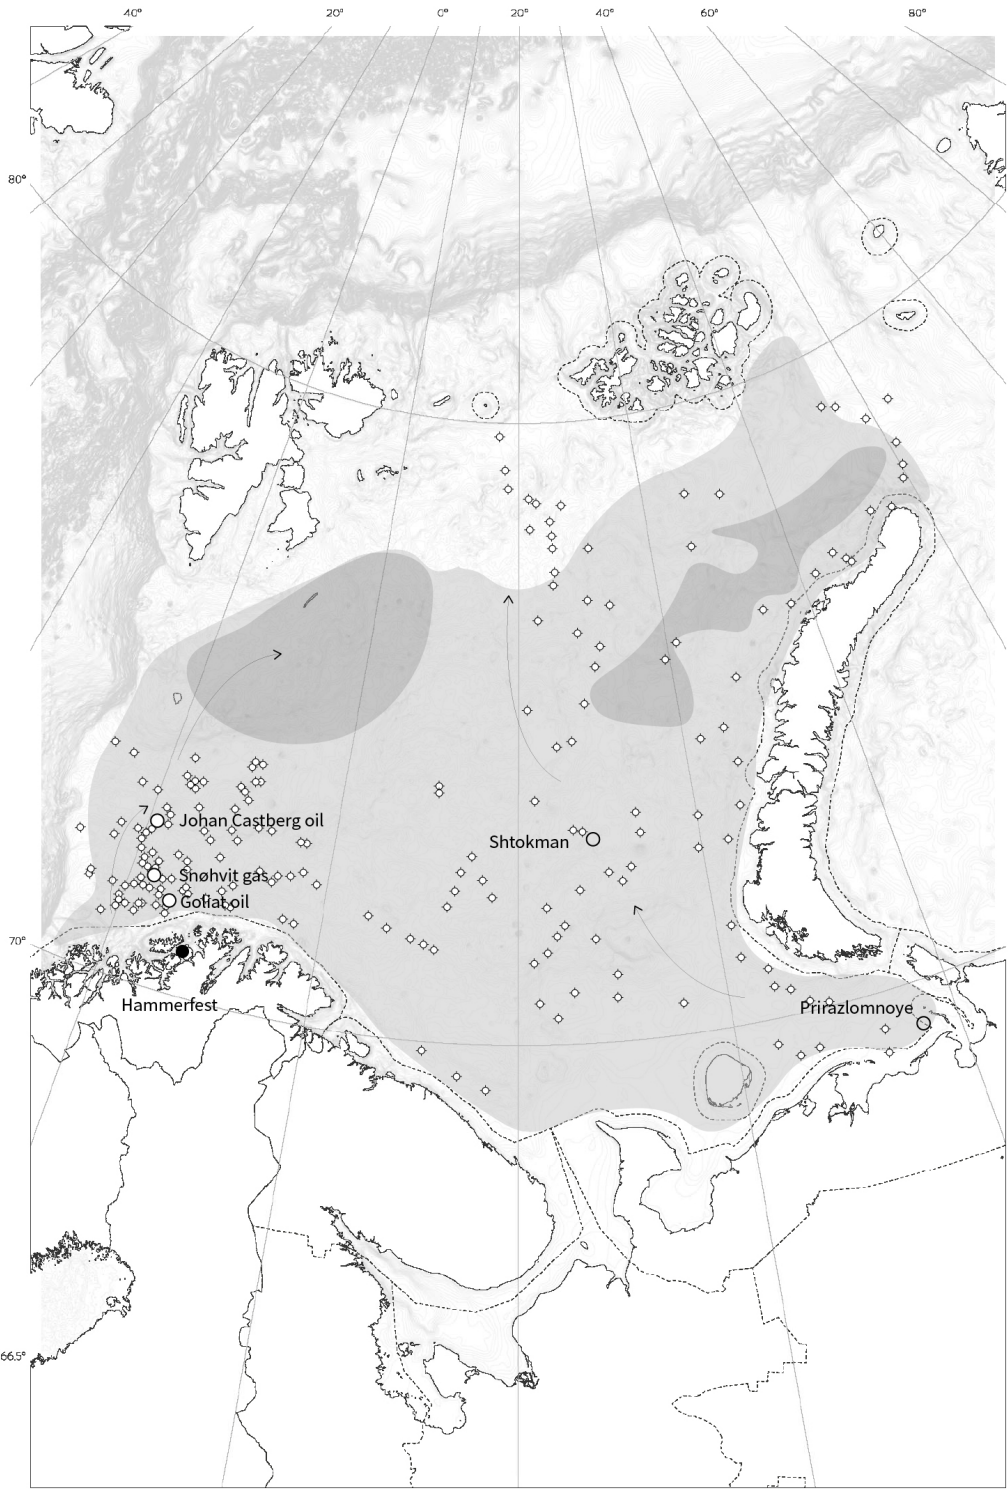 40° 20° 0° 20° 40° 60° 80°
80°
Johan Castberg oil
Shtokman
Snøhvit gas
Goliat oil
70°
Hammerfest
Prirazlomnoye
66.5°